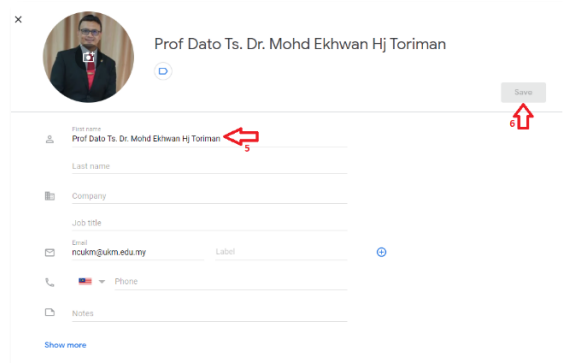 Prof Dato Ts. Dr. Mohd Ekhwan Hj Toriman
Save
6
First name
Prof Dato Ts. Dr. Mohd Ekhwan Hj Toriman
5
Last name
Company
Job title
Email
ncukm@ukm.edu.my
Label
Phone
Notes
Show more